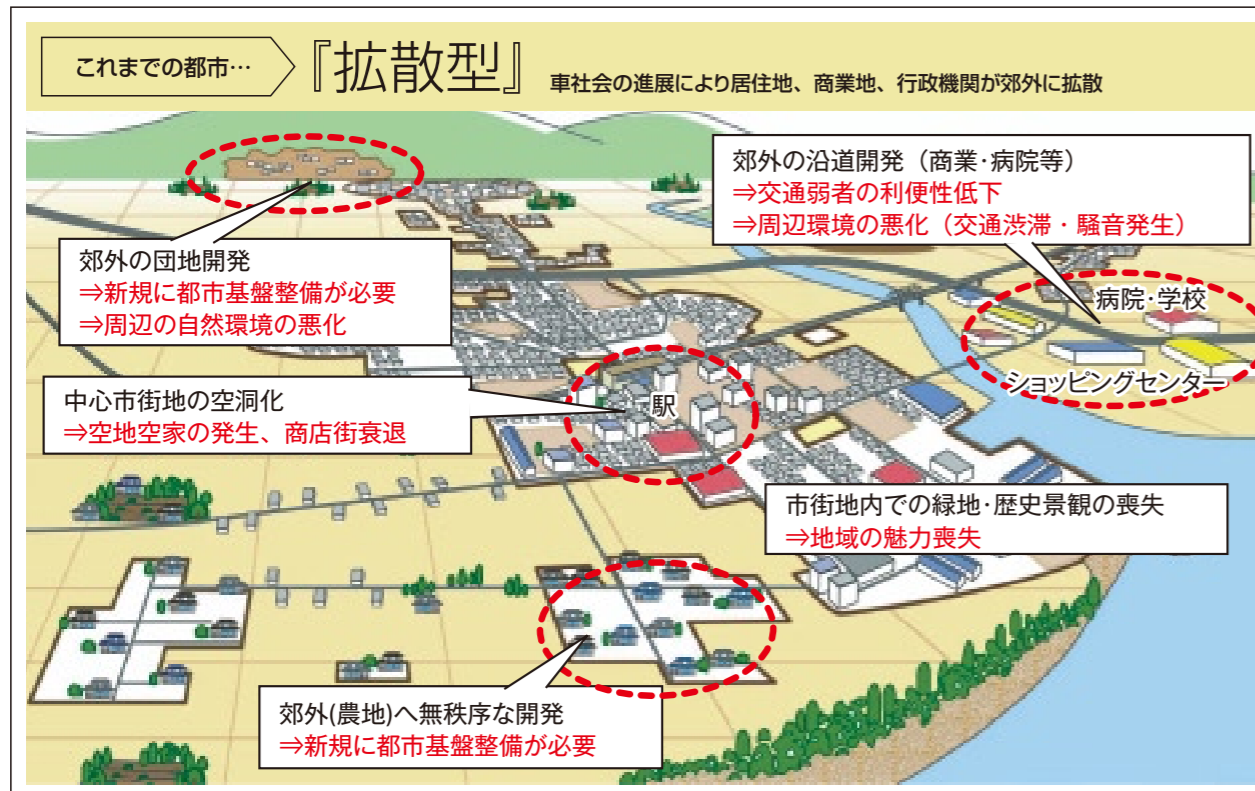 これまでの都市…
『拡散型』
車社会の進展により居住地、商業地、行政機関が郊外に拡散
郊外の沿道開発（商業・病院等）
⇒交通弱者の利便性低下
⇒周辺環境の悪化（交通渋滞・騒音発生）
郊外の団地開発
⇒新規に都市基盤整備が必要
⇒周辺の自然環境の悪化
病院・学校
ショッピングセンター
中心市街地の空洞化
⇒空地空家の発生、商店街衰退
駅
市街地内での緑地・歴史景観の喪失
⇒地域の魅力喪失
郊外(農地)へ無秩序な開発
⇒新規に都市基盤整備が必要